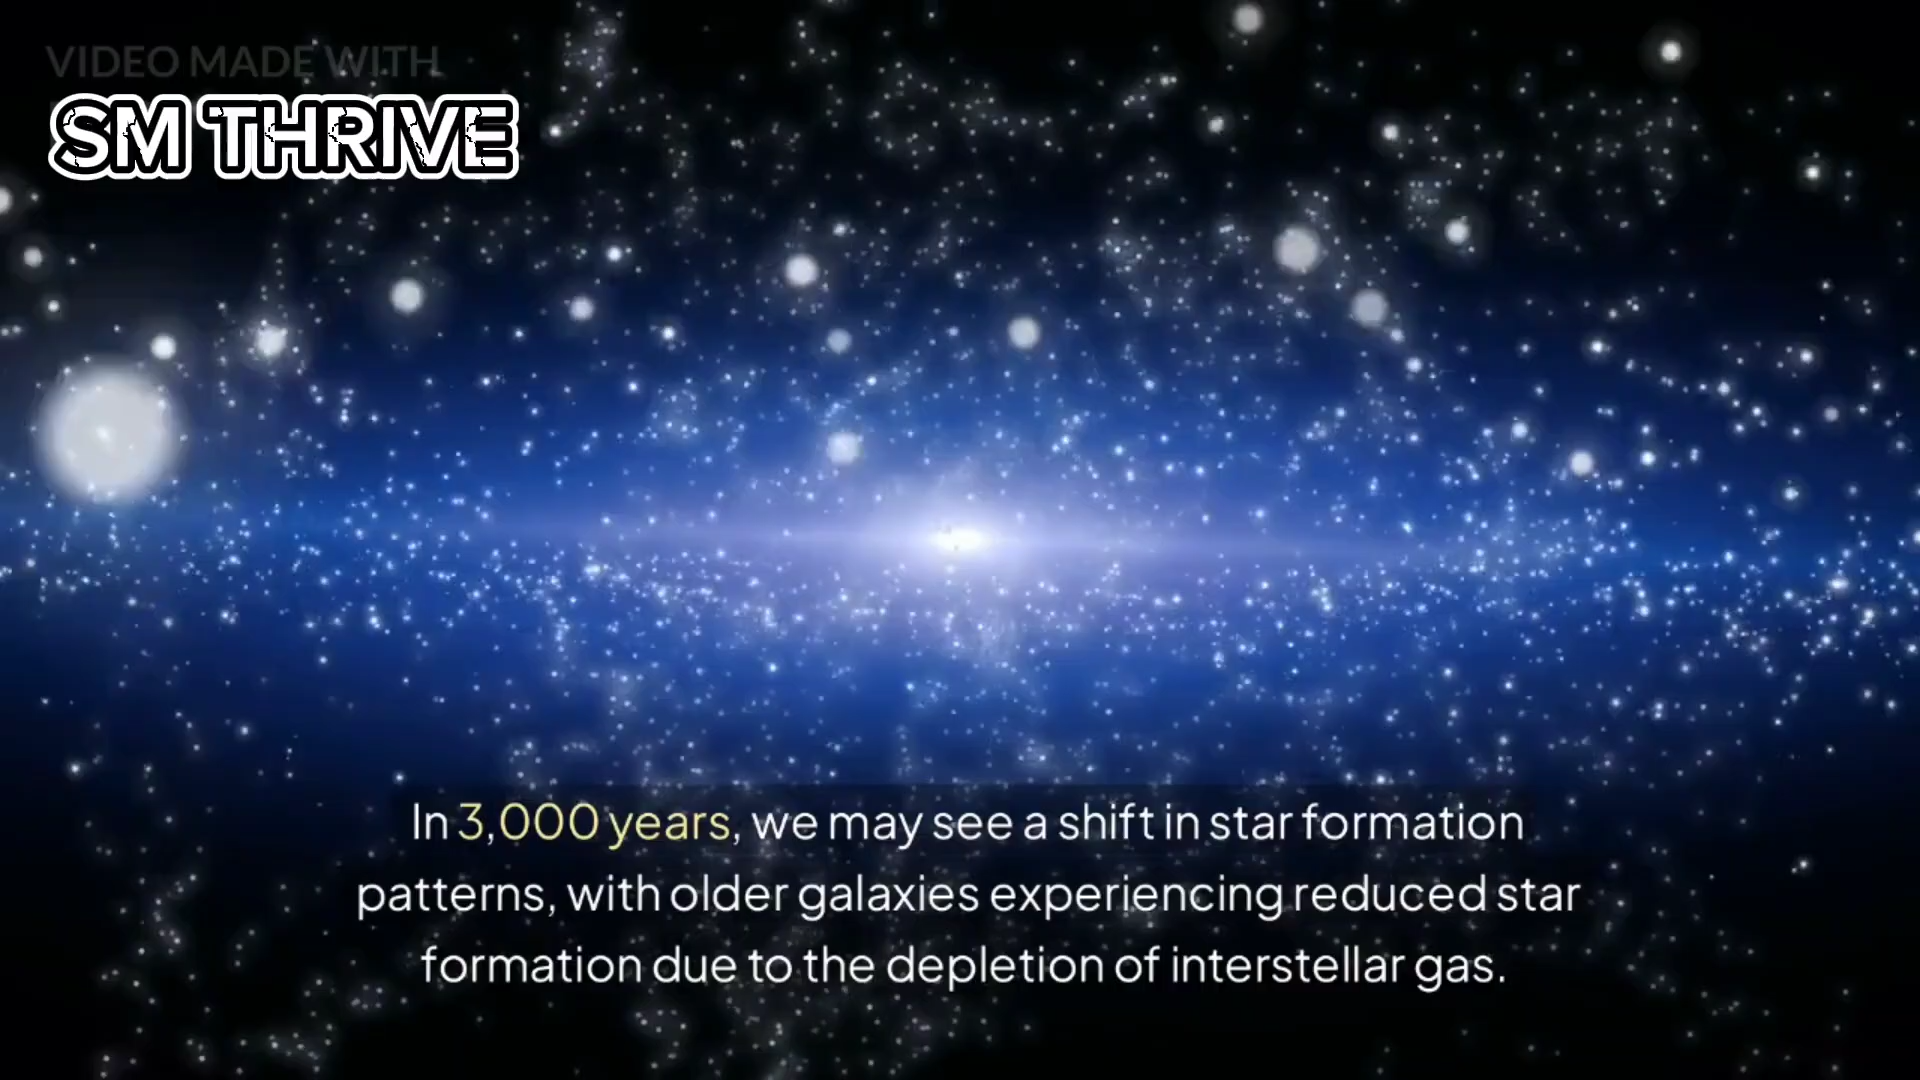 VIDEO MADE WITH
SM THRIVE
In 3,000 years, we may see a shift in star formation
patterns, with older galaxies experiencing reduced star
formation due to the depletion of interstellar gas.